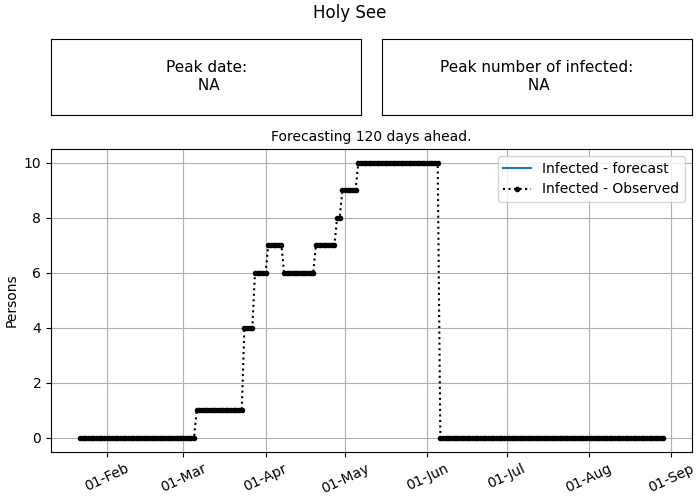 Holy See
Peak date:
NA
Peak number of infected:
NA
Forecasting 120 days ahead.
Infected - forecast
Infected - Observed
Persons
10
8
6
4
2
0
01-Feb
01-Mar
01-Apr
01-May
01-Jun
01-Jul
01-Aug
01-Sep